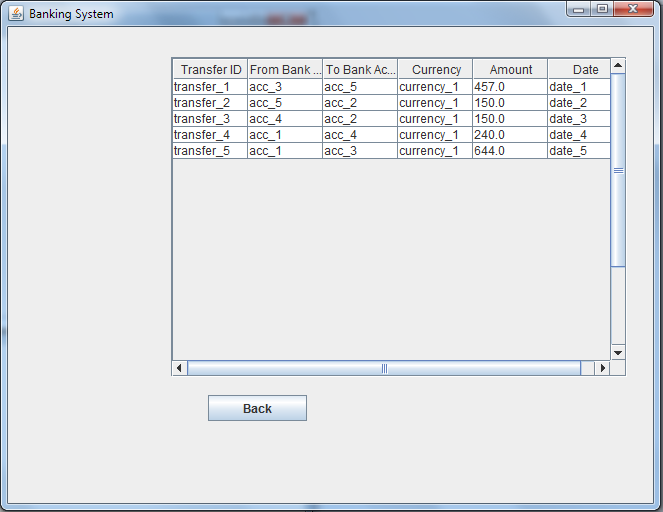 Banking System
Transfer ID From Bank ... To Bank Ac... Currency Amount Date
transfer_1 acc_3 acc_5 currency_1 457.0 date_1
transfer_2 acc_5 acc_2 currency_1 150.0 date_2
transfer_3 acc_4 acc_2 currency_1 150.0 date_3
transfer_4 acc_1 acc_4 currency_1 240.0 date_4
transfer_5 acc_1 acc_3 currency_1 644.0 date_5
Back